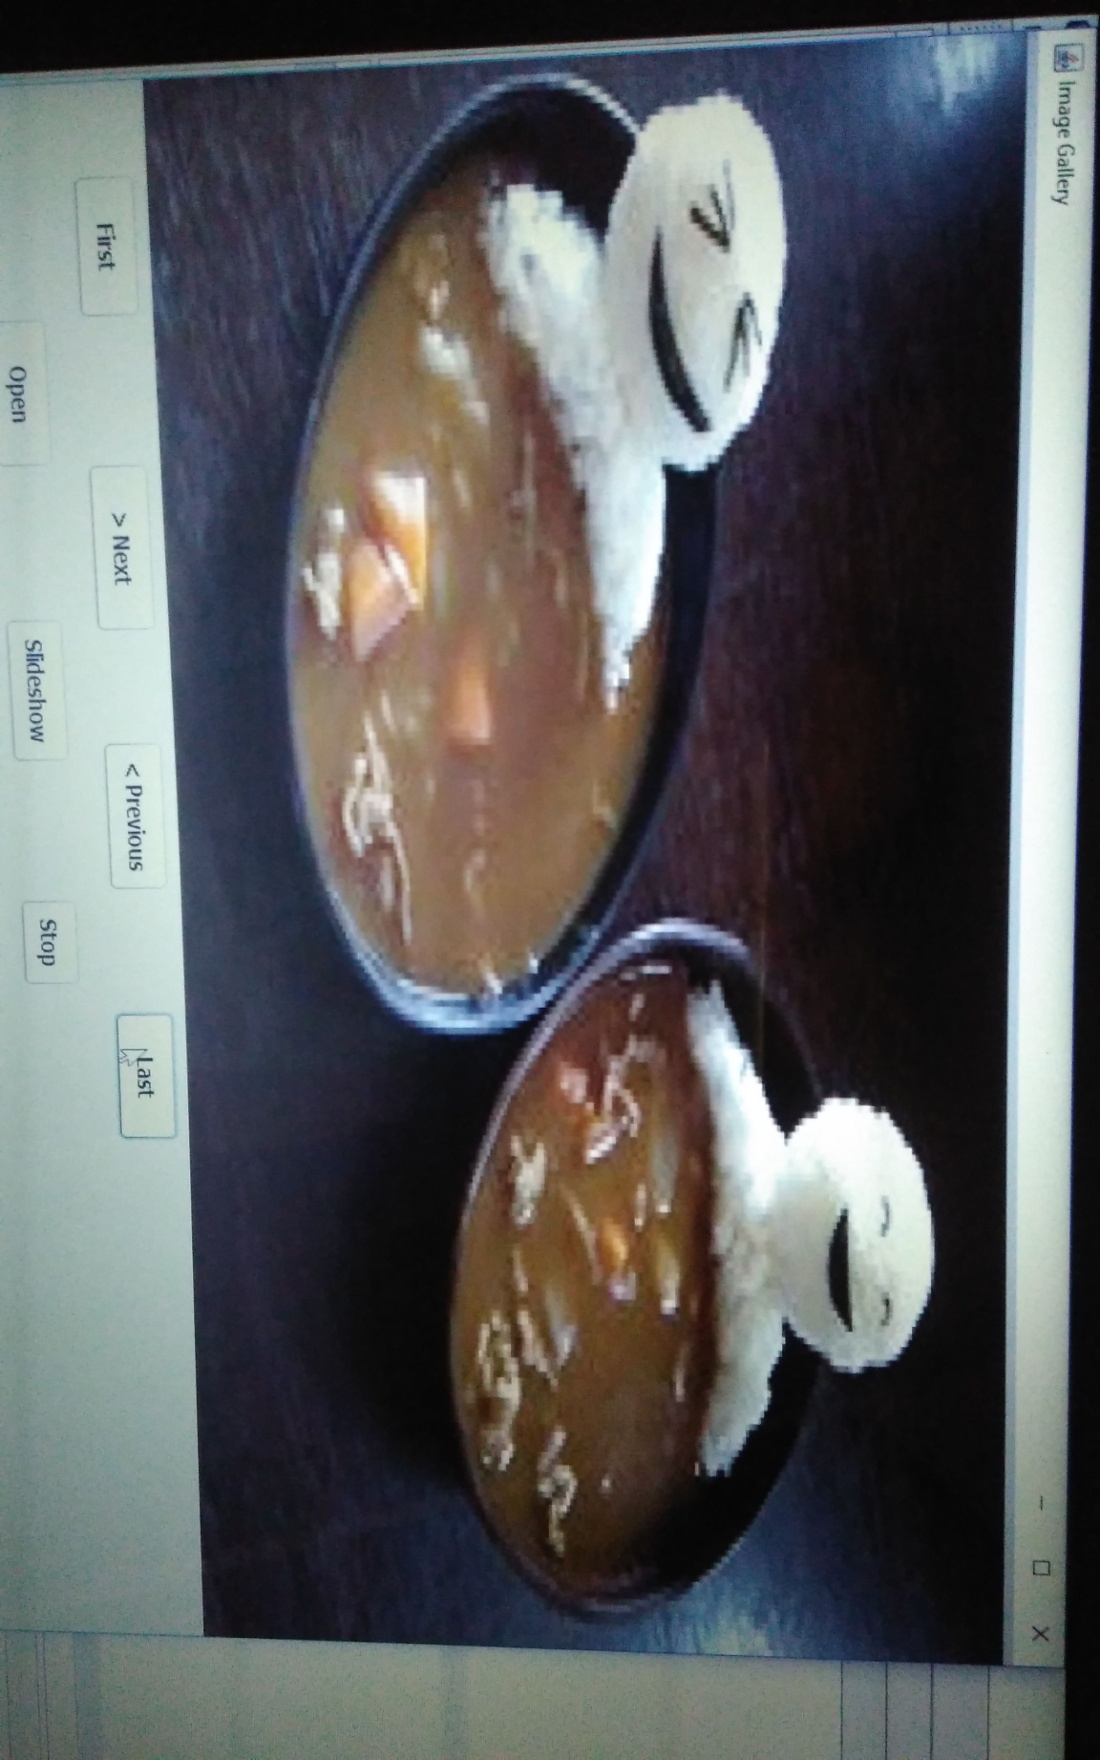 Image Gallery
First
> Next
< Previous
Last
Open
Slideshow
Stop